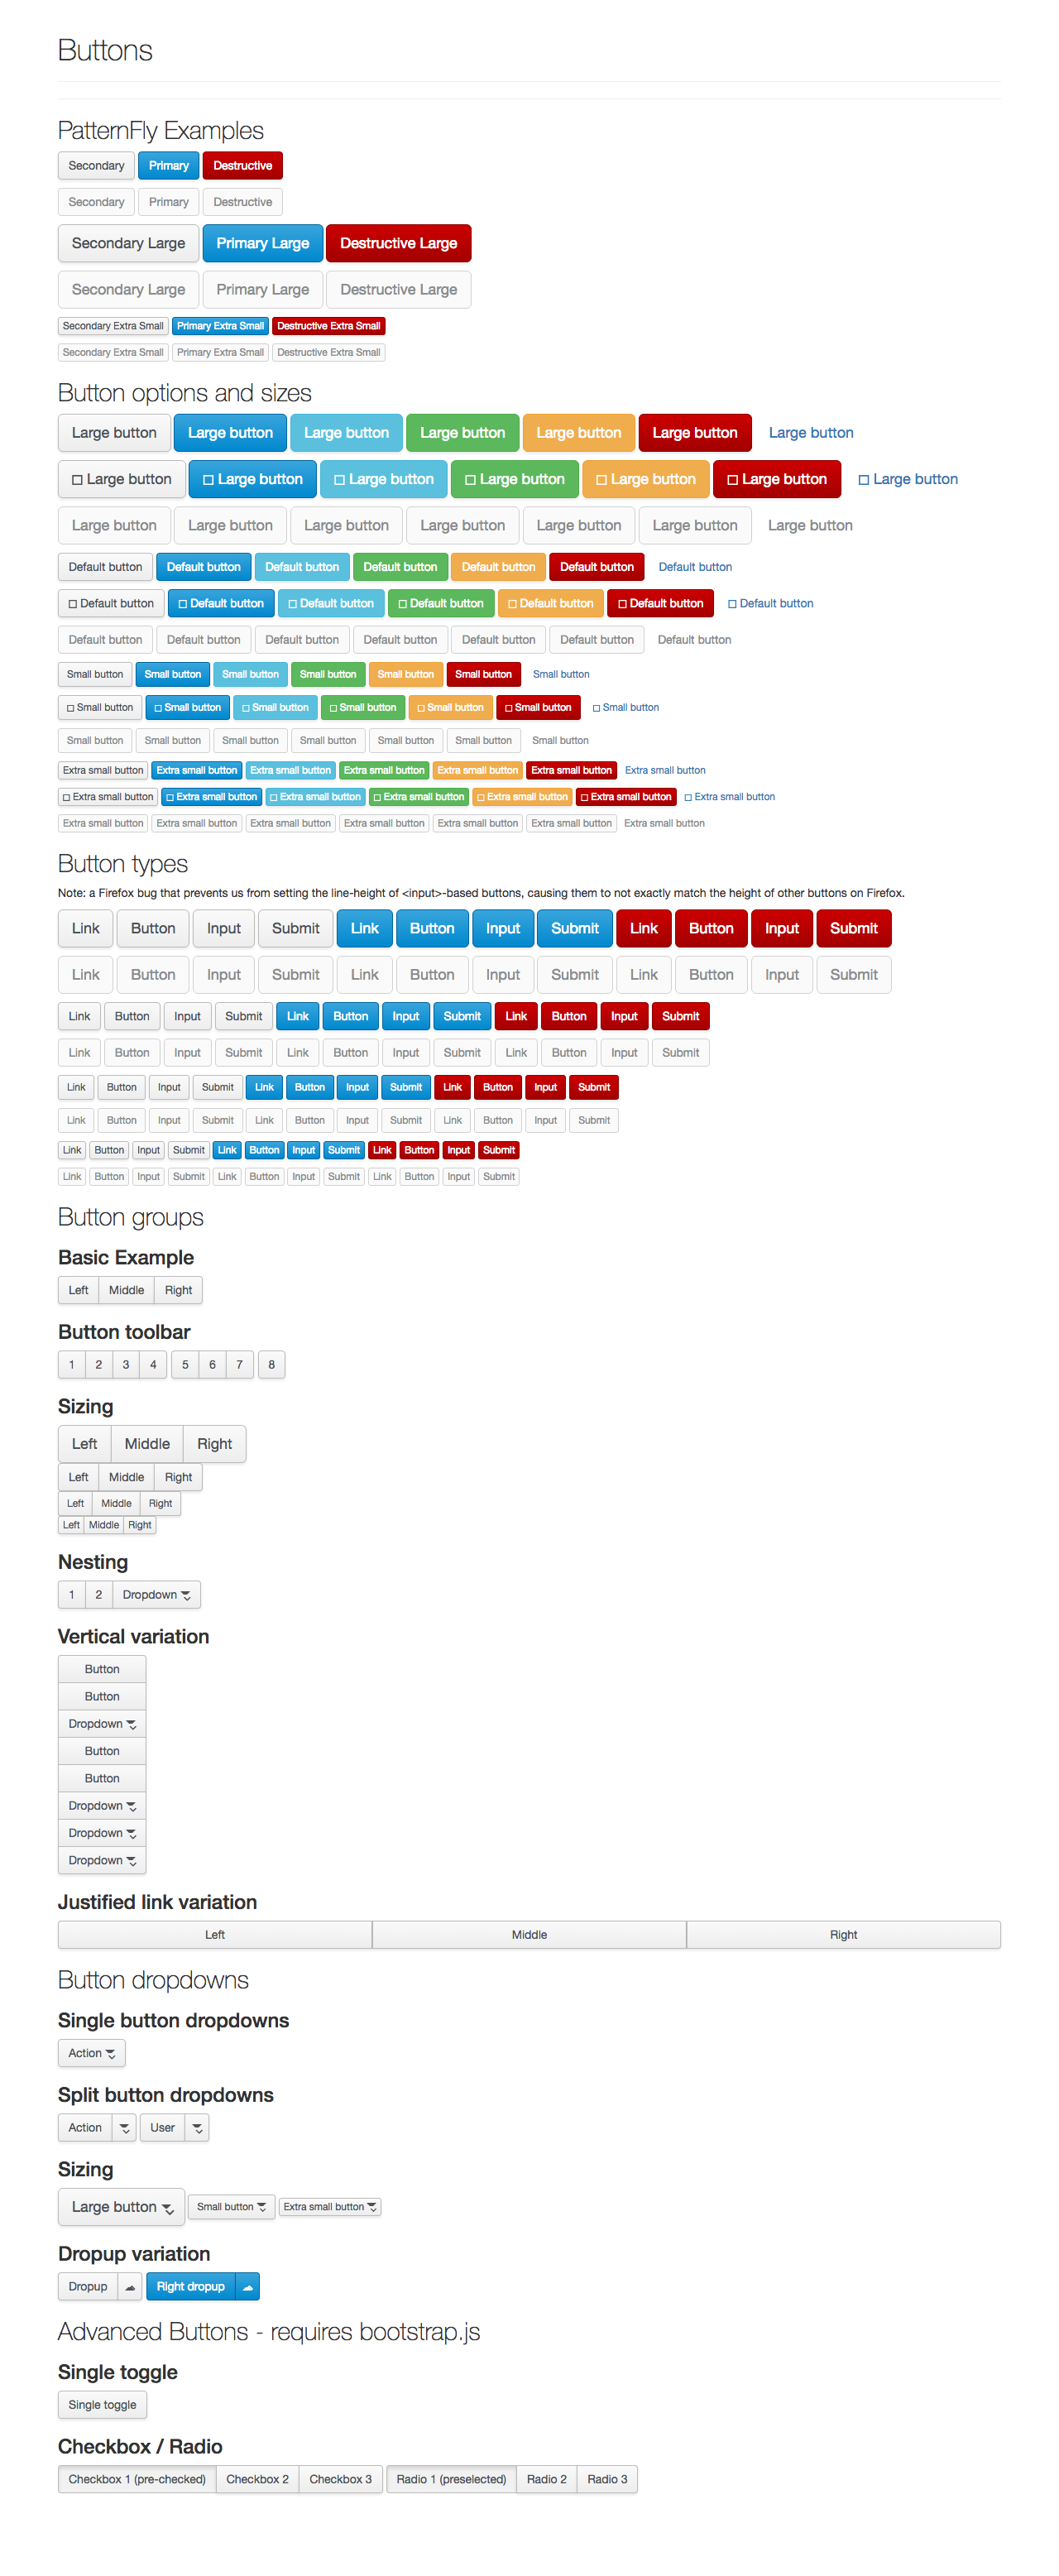 Buttons
PatternFly Examples
Secondary Primary Destructive
Secondary Primary Destructive
Secondary Large Primary Large Destructive Large
Secondary Large Primary Large Destructive Large
Secondary Extra Small Primary Extra Small Destructive Extra Small
Secondary Extra Small Primary Extra Small Destructive Extra Small
Button options and sizes
Large button Large button Large button Large button Large button Large button Large button
Large button Large button Large button Large button Large button Large button Large button
Large button Large button Large button Large button Large button Large button Large button
Default button Default button Default button Default button Default button Default button Default button
Default button Default button Default button Default button Default button Default button Default button
Default button Default button Default button Default button Default button Default button Default button
Small button Small button Small button Small button Small button Small button Small button
Small button Small button Small button Small button Small button Small button Small button
Small button Small button Small button Small button Small button Small button Small button
Extra small button Extra small button Extra small button Extra small button Extra small button Extra small button Extra small button
Extra small button Extra small button Extra small button Extra small button Extra small button Extra small button Extra small button
Extra small button Extra small button Extra small button Extra small button Extra small button Extra small button Extra small button
Button types
Note: a Firefox bug that prevents us from setting the line-height of <input>-based buttons, causing them to not exactly match the height of other buttons on Firefox.
Link Button Input Submit Link Button Input Submit Link Button Input Submit
Link Button Input Submit Link Button Input Submit Link Button Input Submit
Link Button Input Submit Link Button Input Submit Link Button Input Submit
Link Button Input Submit Link Button Input Submit Link Button Input Submit
Link Button Input Submit Link Button Input Submit Link Button Input Submit
Link Button Input Submit Link Button Input Submit Link Button Input Submit
Link Button Input Submit Link Button Input Submit Link Button Input Submit
Link Button Input Submit Link Button Input Submit Link Button Input Submit
Button groups
Basic Example
Left Middle Right
Button toolbar
1 2 3 4 5 6 7 8
Sizing
Left Middle Right
Left Middle Right
Left Middle Right
Left Middle Right
Nesting
1 2 Dropdown
Vertical variation
Button
Button
Dropdown
Button
Button
Dropdown
Dropdown
Dropdown
Justified link variation
Left Middle Right
Button dropdowns
Single button dropdowns
Action
Split button dropdowns
Action User
Sizing
Large button Small button Extra small button
Dropup variation
Dropup Right dropup
Advanced Buttons - requires bootstrap.js
Single toggle
Single toggle
Checkbox / Radio
Checkbox 1 (pre-checked) Checkbox 2 Checkbox 3 Radio 1 (preselected) Radio 2 Radio 3